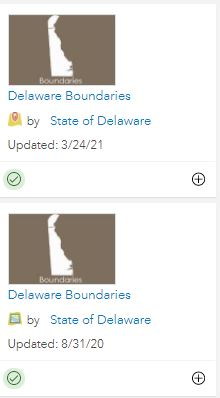 Boundaries
Delaware Boundaries
by State of Delaware
Updated: 3/24/21
Boundaries
Delaware Boundaries
by State of Delaware
Updated: 8/31/20